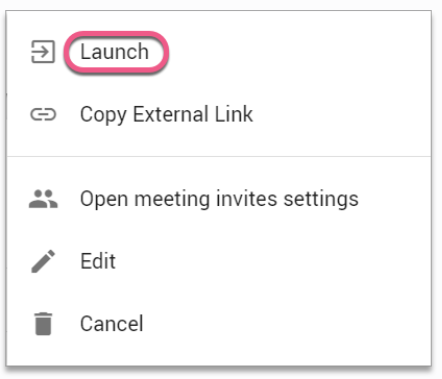 Launch
Copy External Link
Open meeting invites settings
Edit
Cancel